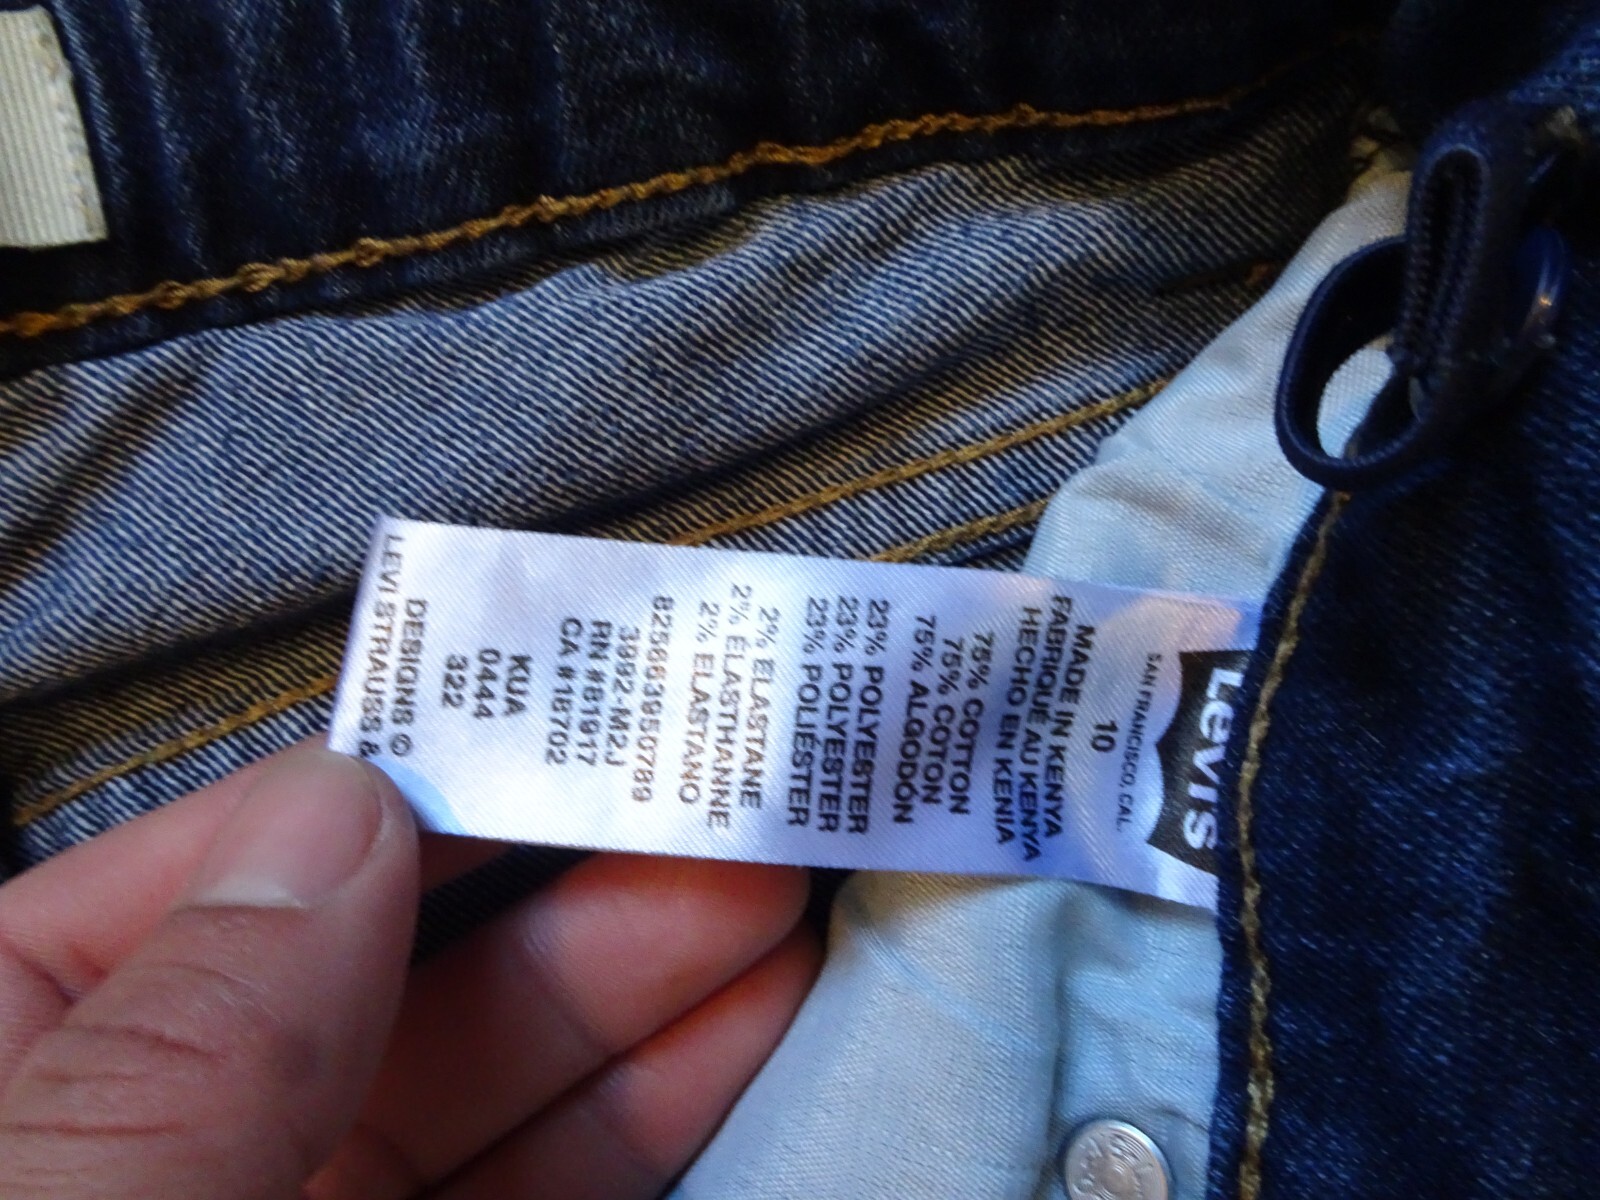 Levi's
SAN FRANCISCO, CAL.
10
MADE IN KENYA
FABRIQUÉ AU KENYA
HECHO EN KENIA
75% COTTON
75% COTON
75% ALGODÓN
23% POLYESTER
23% POLYESTER
23% POLIÉSTER
2% ELASTANE
2% ÉLASTHANNE
2% ELASTANO
82566363950789
3992-M2J
RN #81917
CA #18702
KUA
0444
322
DESIGNS ©
LEVI STRAUSS &